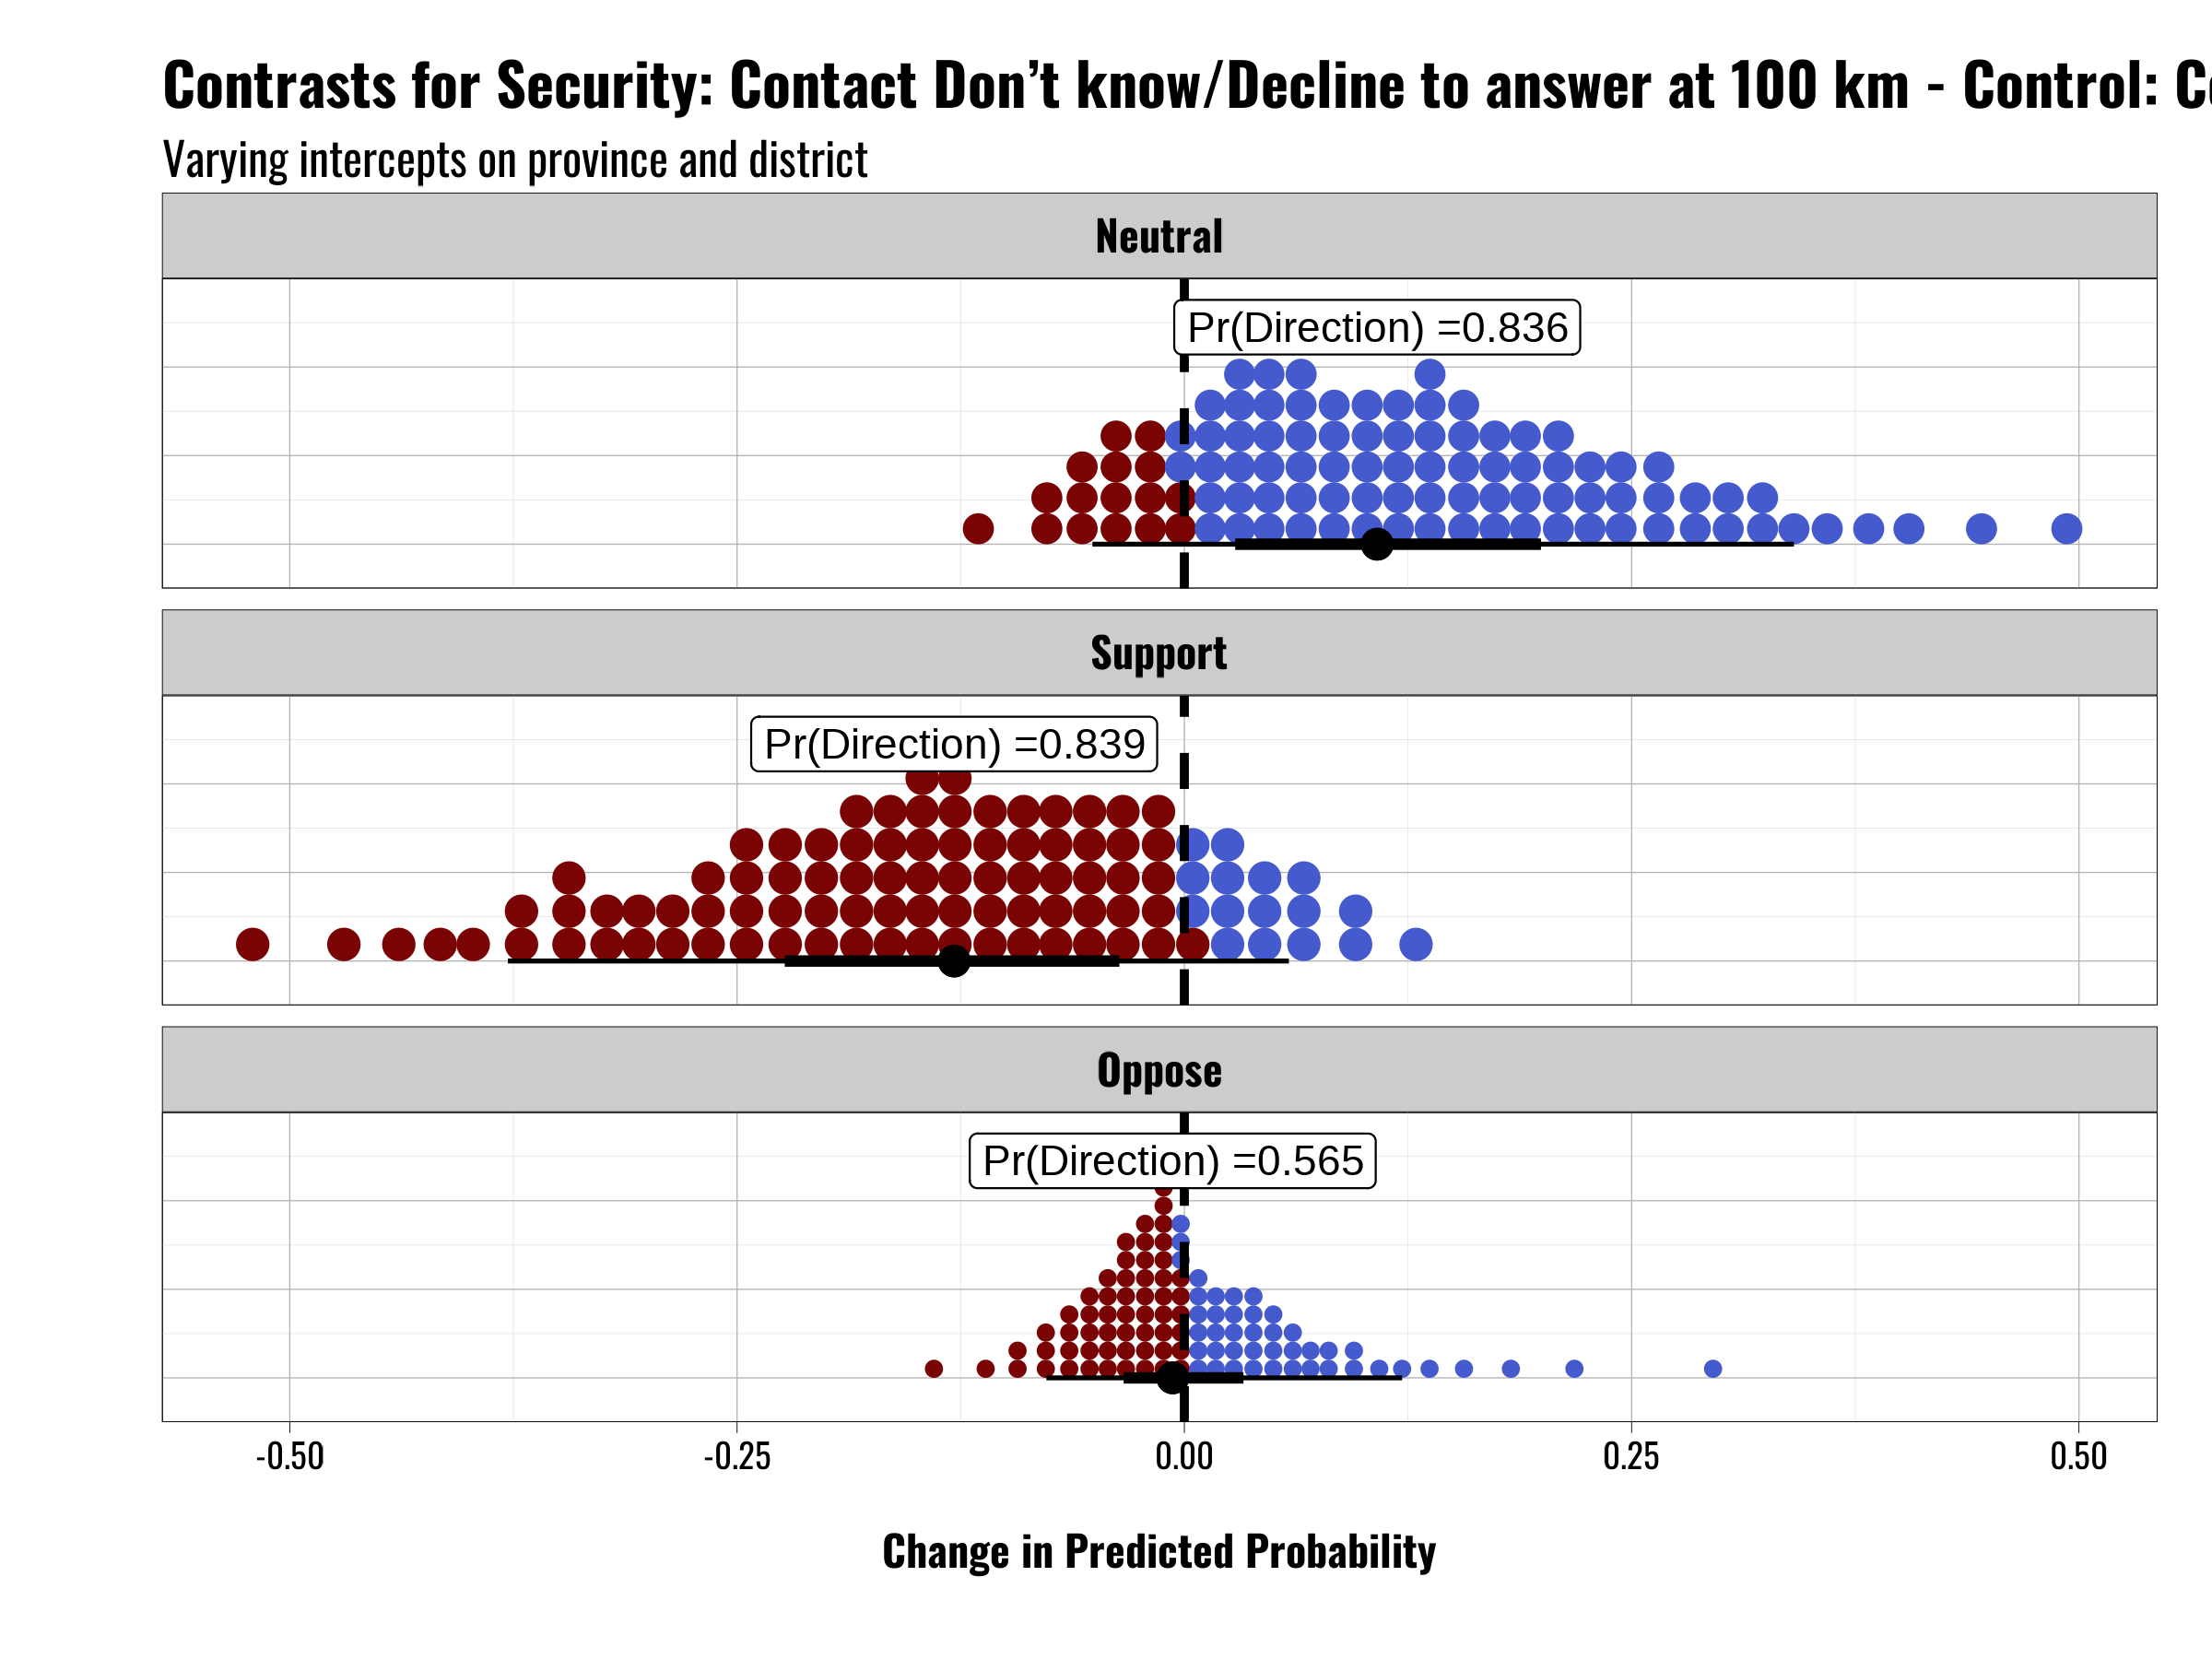 Contrasts for Security: Contact Don’t know/Decline to answer at 100 km - Control:
Varying intercepts on province and district
Neutral
Pr(Direction) =0.836
Support
Pr(Direction) =0.839
Oppose
Pr(Direction) =0.565
-0.50 -0.25 0.00 0.25 0.50
Change in Predicted Probability